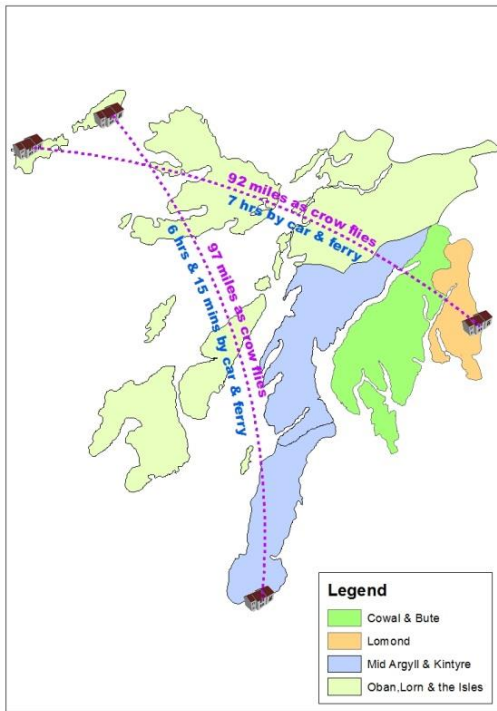 92 miles as crow flies
7 hrs by car & ferry
97 miles as crow flies
6 hrs & 15 mins by car & ferry
Legend
Cowal & Bute
Lomond
Mid Argyll & Kintyre
Oban,Lorn & the Isles